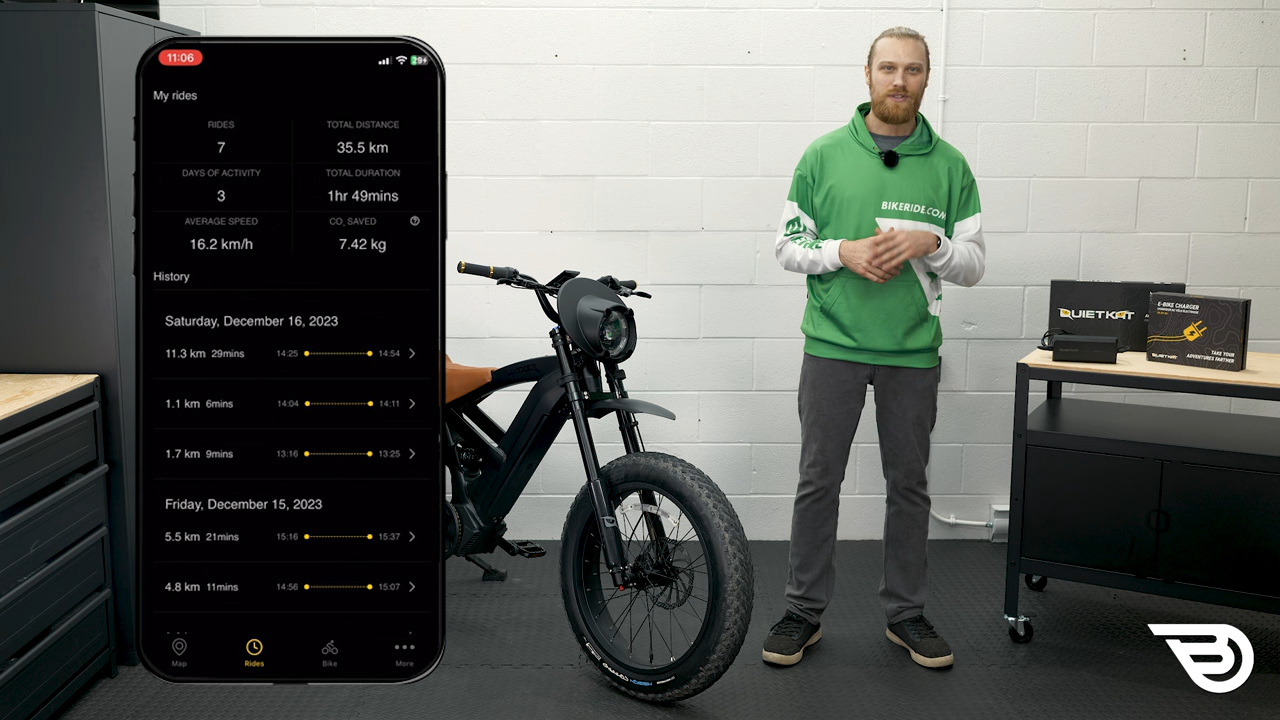 11:06
29
My rides
RIDES
7
TOTAL DISTANCE
35.5 km
DAYS OF ACTIVITY
3
TOTAL DURATION
1hr 49mins
AVERAGE SPEED
16.2 km/h
CO₂ SAVED
7.42 kg
History
Saturday, December 16, 2023
11.3 km 29mins 14:25 14:54
1.1 km 6mins 14:04 14:11
1.7 km 9mins 13:16 13:25
Friday, December 15, 2023
5.5 km 21mins 15:16 15:37
4.8 km 11mins 14:56 15:07
Map
Rides
Bike
More
BIKERIDE.COM
QUIETKAT
E-BIKE CHARGER
QUIETKAT
TAKE YOUR
ADVENTURES FARTHER